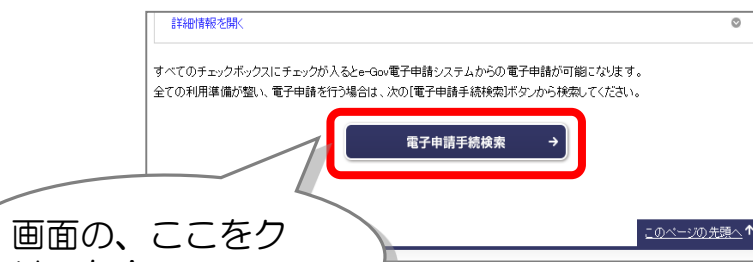 詳細情報を開く
すべてのチェックボックスにチェックが入るとe-Gov電子申請システムからの電子申請が可能になります。
全ての利用準備が整い、電子申請を行う場合は、次の[電子申請手続検索]ボタンから検索してください。
電子申請手続検索 →
画面の、ここをク
このページの先頭へ↑